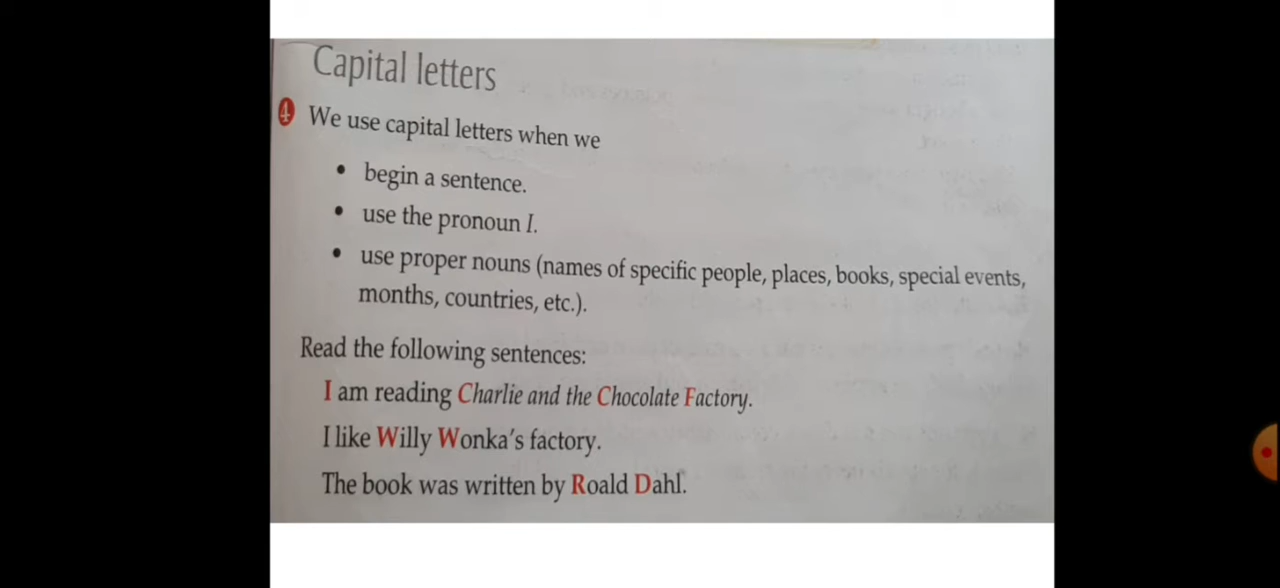 Capital letters
4 We use capital letters when we
• begin a sentence.
• use the pronoun I.
• use proper nouns (names of specific people, places, books, special events,
months, countries, etc.).
Read the following sentences:
I am reading Charlie and the Chocolate Factory.
I like Willy Wonka's factory.
The book was written by Roald Dahl.